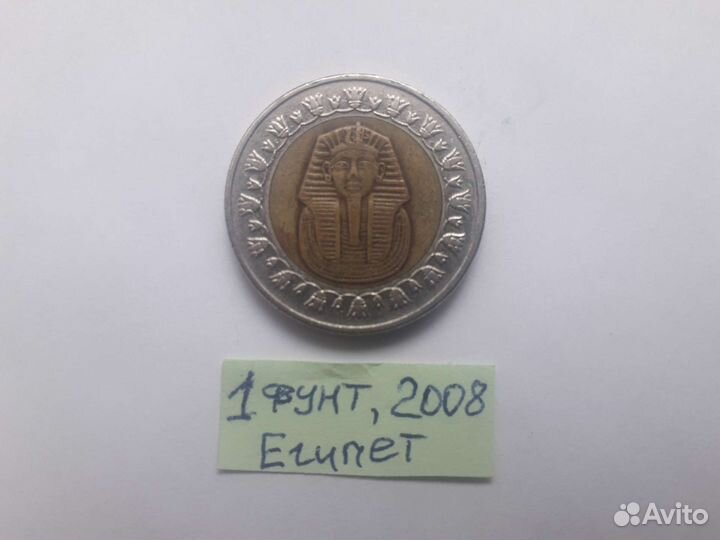 1 фунт, 2008
Египет
Avito